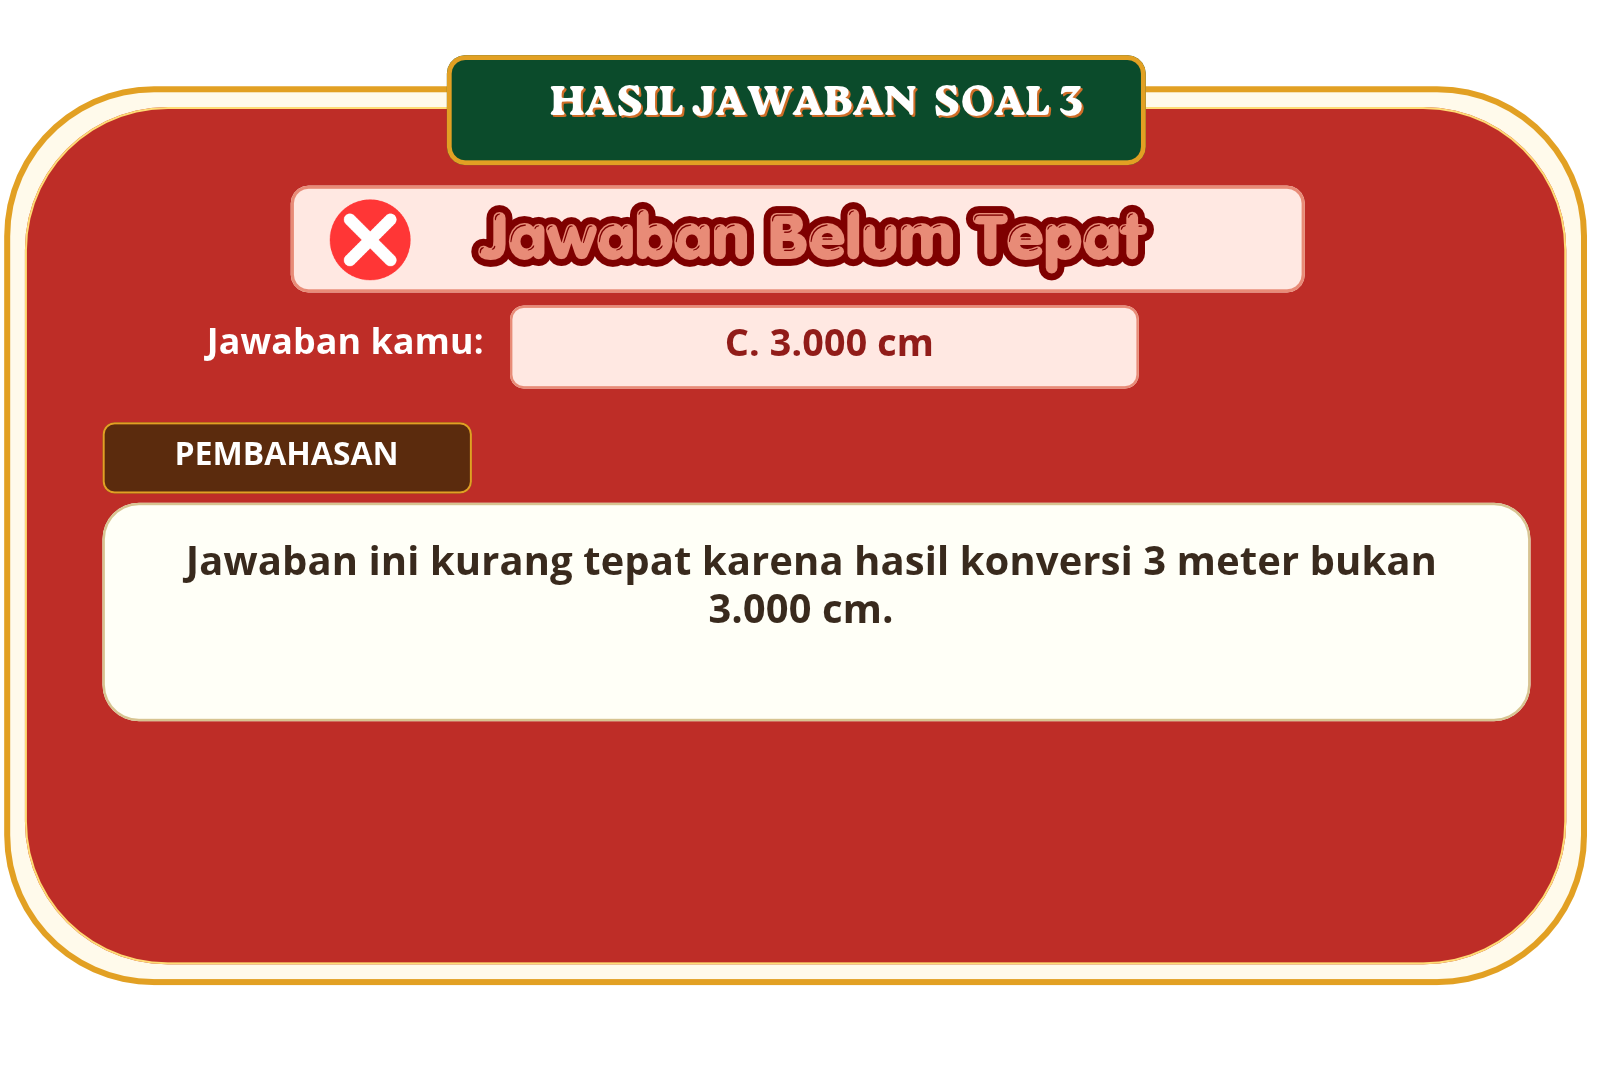 HASIL JAWABAN SOAL 3
Jawaban Belum Tepat
Jawaban kamu:
C. 3.000 cm
PEMBAHASAN
Jawaban ini kurang tepat karena hasil konversi 3 meter bukan
3.000 cm.